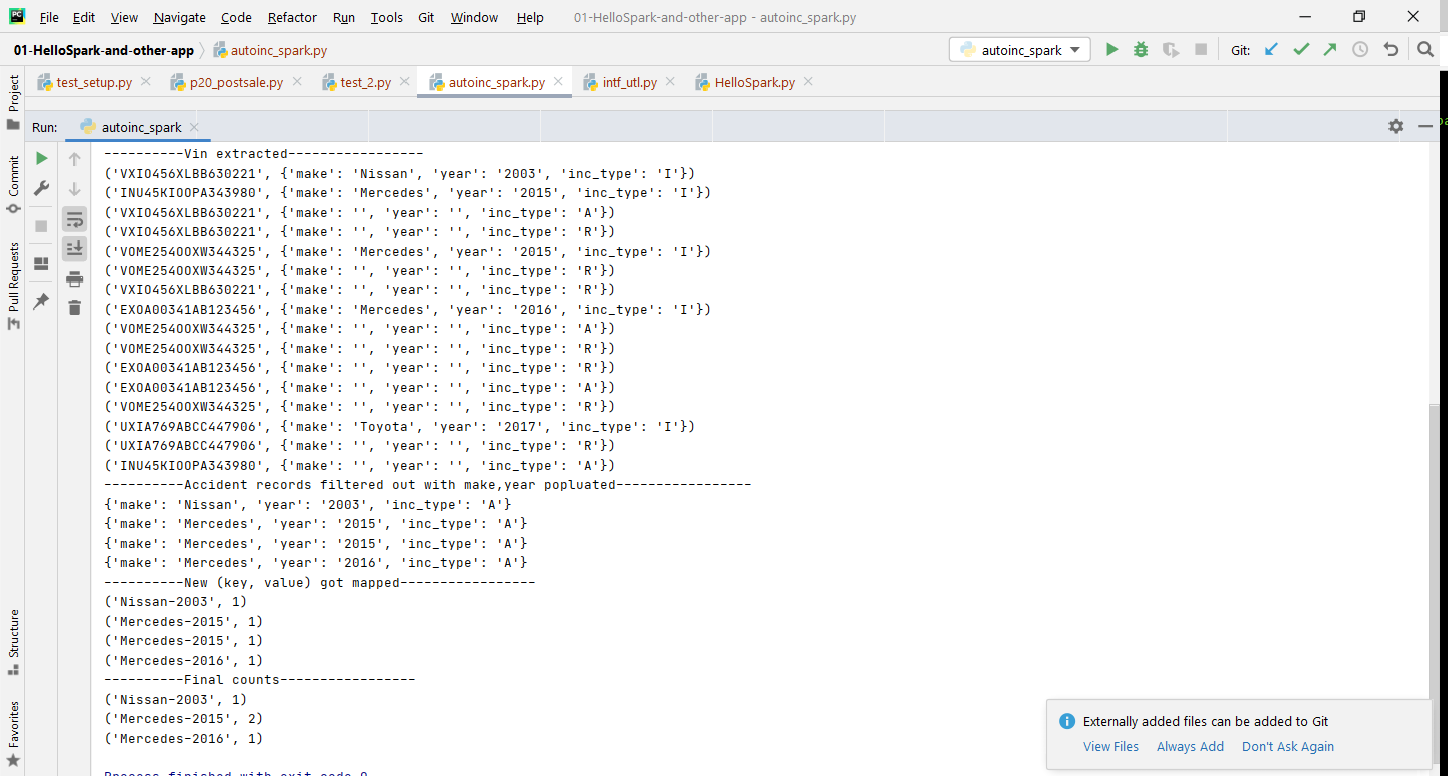 File Edit View Navigate Code Refactor Run Tools Git Window Help 01-HelloSpark-and-other-app - autoinc_spark.py
01-HelloSpark-and-other-app autoinc_spark.py autoinc_spark Git:
test_setup.py p20_postsale.py test_2.py autoinc_spark.py intf_utl.py HelloSpark.py
Project
Commit
Pull Requests
Structure
Favorites
Run: autoinc_spark
----------Vin extracted-----------------
('VXIO456XLBB630221', {'make': 'Nissan', 'year': '2003', 'inc_type': 'I'})
('INU45KIOOPA343980', {'make': 'Mercedes', 'year': '2015', 'inc_type': 'I'})
('VXIO456XLBB630221', {'make': '', 'year': '', 'inc_type': 'A'})
('VXIO456XLBB630221', {'make': '', 'year': '', 'inc_type': 'R'})
('VOME254OOXW344325', {'make': 'Mercedes', 'year': '2015', 'inc_type': 'I'})
('VOME254OOXW344325', {'make': '', 'year': '', 'inc_type': 'R'})
('VXIO456XLBB630221', {'make': '', 'year': '', 'inc_type': 'R'})
('EXOA00341AB123456', {'make': 'Mercedes', 'year': '2016', 'inc_type': 'I'})
('VOME254OOXW344325', {'make': '', 'year': '', 'inc_type': 'A'})
('VOME254OOXW344325', {'make': '', 'year': '', 'inc_type': 'R'})
('EXOA00341AB123456', {'make': '', 'year': '', 'inc_type': 'R'})
('EXOA00341AB123456', {'make': '', 'year': '', 'inc_type': 'A'})
('VOME254OOXW344325', {'make': '', 'year': '', 'inc_type': 'R'})
('UXIA769ABCC447906', {'make': 'Toyota', 'year': '2017', 'inc_type': 'I'})
('UXIA769ABCC447906', {'make': '', 'year': '', 'inc_type': 'R'})
('INU45KIOOPA343980', {'make': '', 'year': '', 'inc_type': 'A'})
----------Accident records filtered out with make,year popluated-----------------
{'make': 'Nissan', 'year': '2003', 'inc_type': 'A'}
{'make': 'Mercedes', 'year': '2015', 'inc_type': 'A'}
{'make': 'Mercedes', 'year': '2015', 'inc_type': 'A'}
{'make': 'Mercedes', 'year': '2016', 'inc_type': 'A'}
----------New (key, value) got mapped-----------------
('Nissan-2003', 1)
('Mercedes-2015', 1)
('Mercedes-2015', 1)
('Mercedes-2016', 1)
----------Final counts-----------------
('Nissan-2003', 1)
('Mercedes-2015', 2)
('Mercedes-2016', 1)
Process finished with exit code 0
Externally added files can be added to Git
View Files Always Add Don't Ask Again